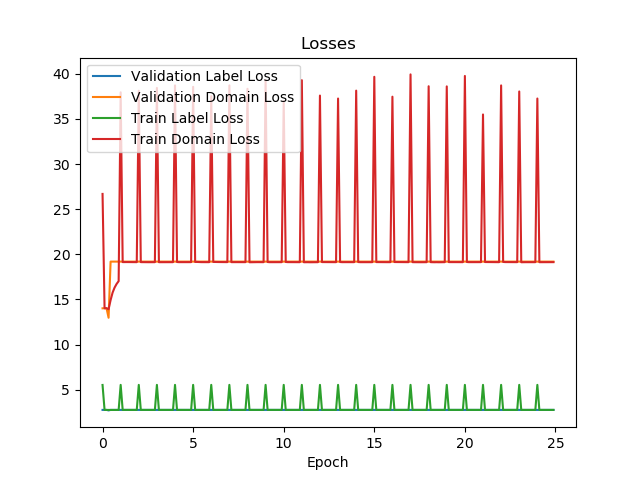 Losses
Validation Label Loss
Validation Domain Loss
Train Label Loss
Train Domain Loss
40
35
30
25
20
15
10
5
0 5 10 15 20 25
Epoch